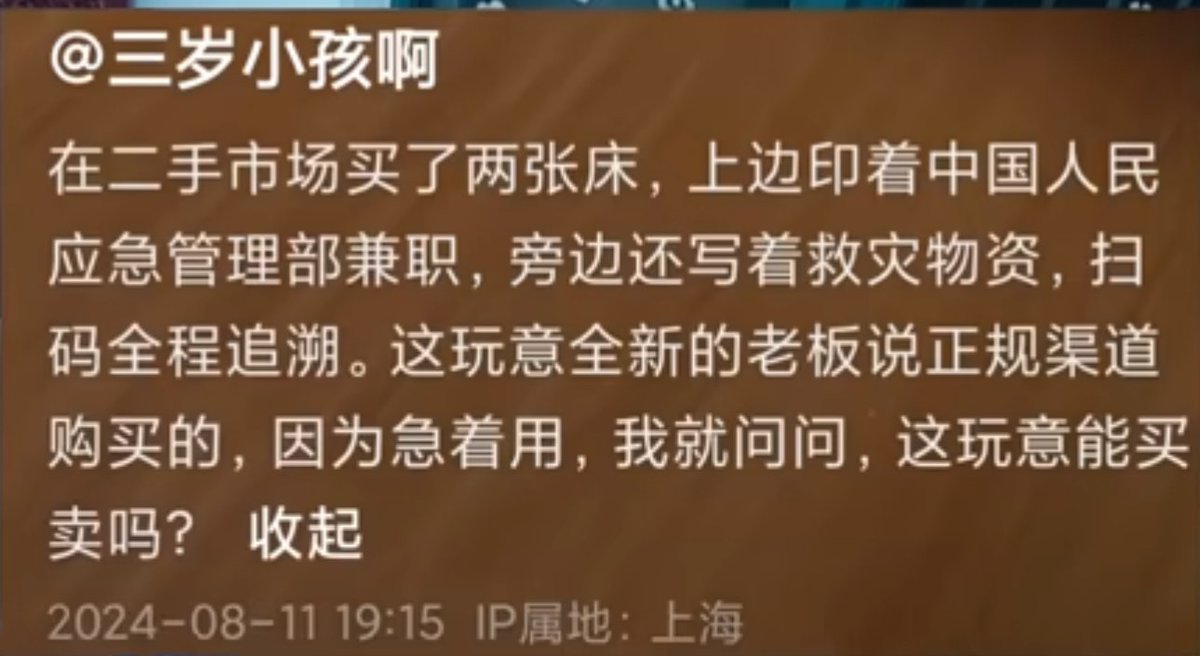 @三岁小孩啊
在二手市场买了两张床，上边印着中国人民
应急管理部兼职，旁边还写着救灾物资，扫
码全程追溯。这玩意全新的老板说正规渠道
购买的，因为急着用，我就问问，这玩意能买
卖吗？ 收起
2024-08-11 19:15 IP属地：上海